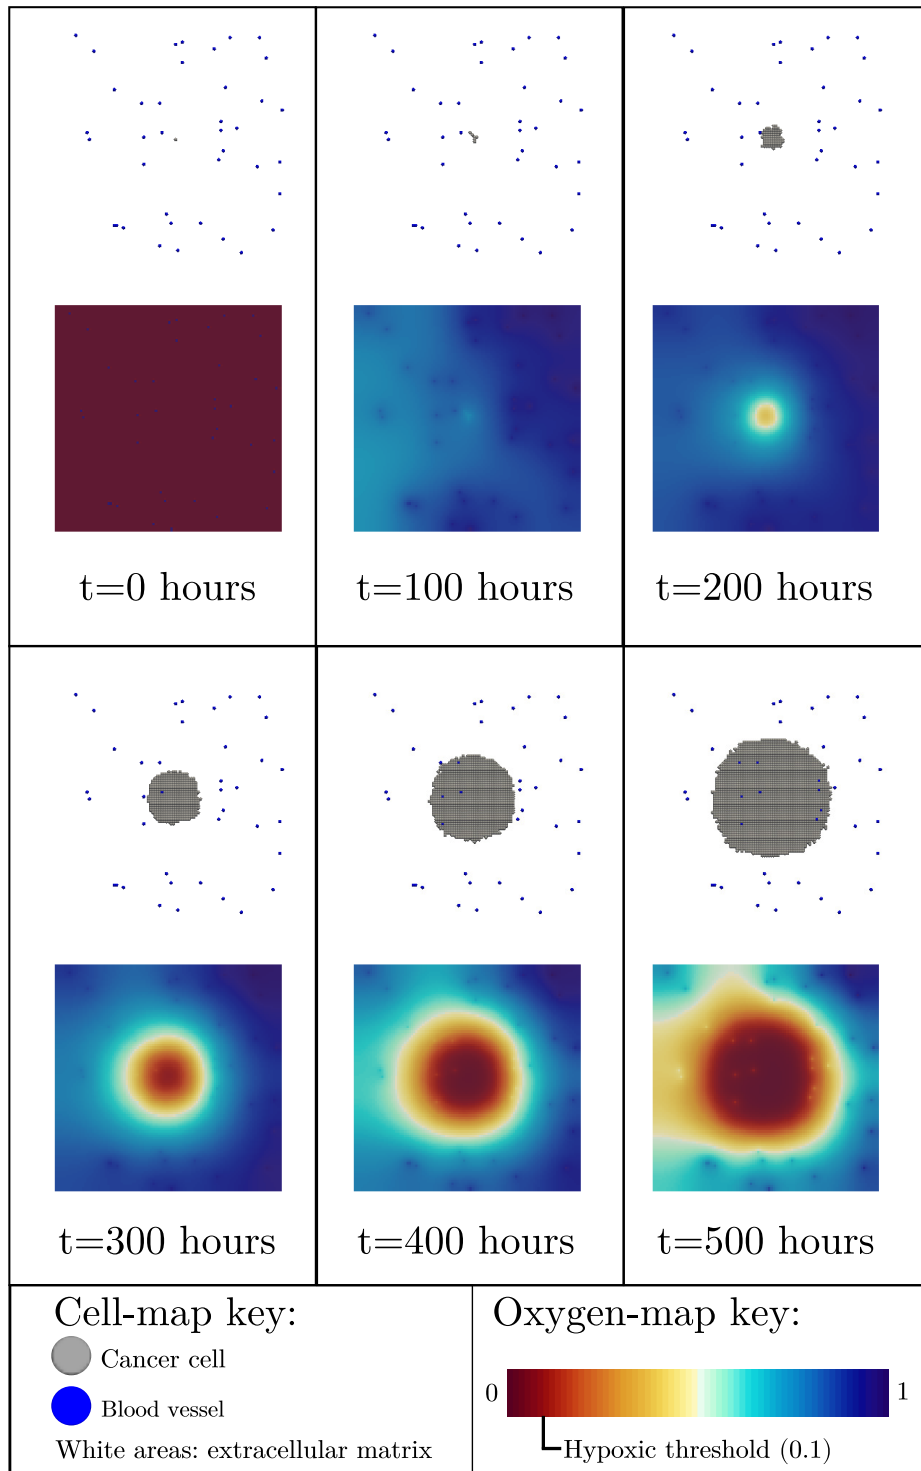 t=0 hours
t=100 hours
t=200 hours
t=300 hours
t=400 hours
t=500 hours
Cell-map key:
Cancer cell
Blood vessel
White areas: extracellular matrix
Oxygen-map key:
0
1
Hypoxic threshold (0.1)